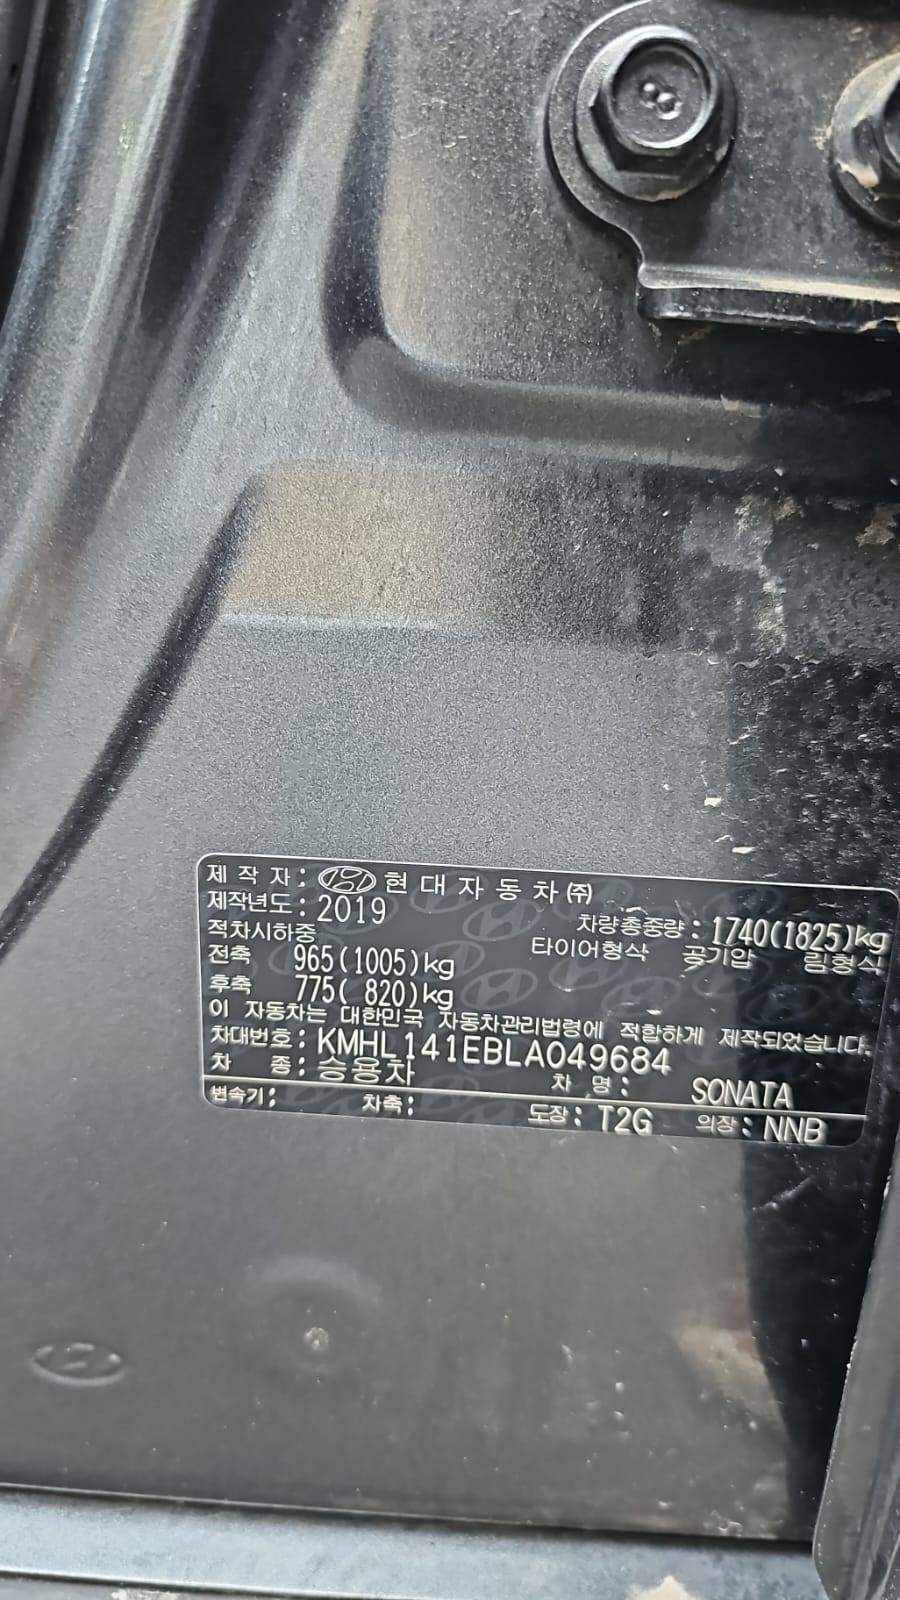 제작자: 현대자동차㈜
제작년도: 2019 차량총중량: 1740(1825)kg
적차시하중 타이어형식 공기압 림형식
전축 965(1005)kg
후축 775( 820)kg
이 자동차는 대한민국 자동차관리법령에 적합하게 제작되었습니다.
차대번호: KMHL141EBLA049684
차 종: 승용차 차 명: SONATA
변속기: 차축: 도장: T2G 의장: NNB